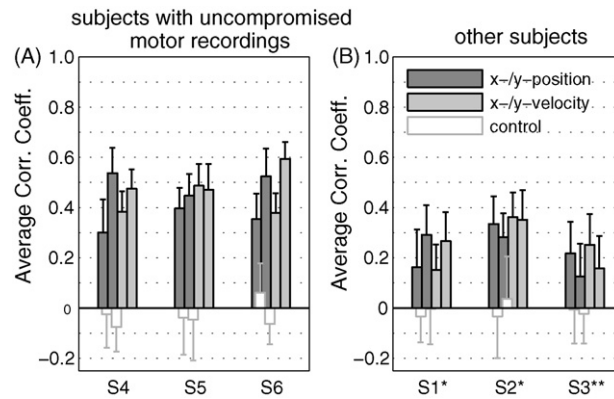 subjects with uncompromised
motor recordings
other subjects
(A)
(B)
1.0
0.8
0.6
0.4
0.2
0
−0.2
Average Corr. Coeff.
S4
S5
S6
1.0
0.8
0.6
0.4
0.2
0
−0.2
Average Corr. Coeff.
x−/y−position
x−/y−velocity
control
S1*
S2*
S3**